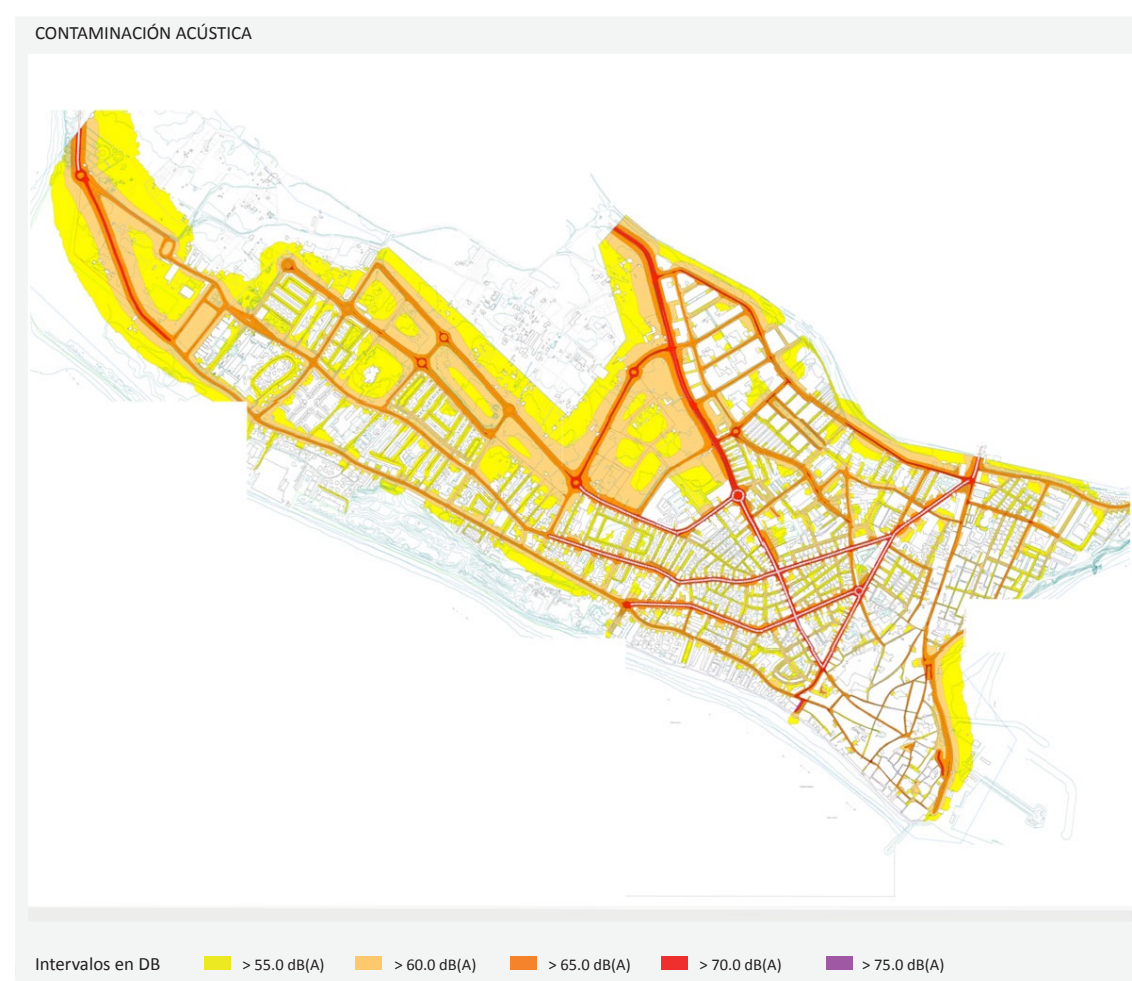 CONTAMINACIÓN ACÚSTICA
Intervalos en DB > 55.0 dB(A) > 60.0 dB(A) > 65.0 dB(A) > 70.0 dB(A) > 75.0 dB(A)